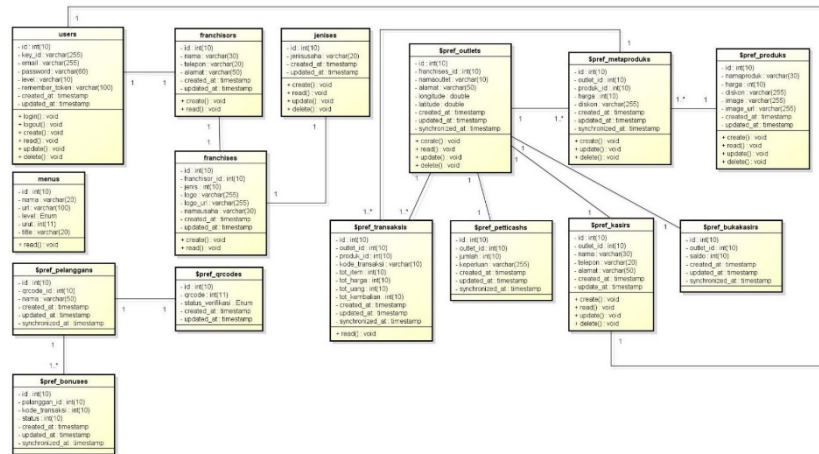 users
- id : int(10)
- key_id : varchar(255)
- email : varchar(255)
- password : varchar(60)
- level : varchar(10)
- remember_token : varchar(100)
- created_at : timestamp
- updated_at : timestamp
+ login() : void
+ logout() : void
+ create() : void
+ read() : void
+ update() : void
+ delete() : void
franchisors
- id : int(10)
- nama : varchar(30)
- telepon : varchar(20)
- alamat : varchar(50)
- created_at : timestamp
- updated_at : timestamp
+ create() : void
+ read() : void
jenises
- id : int(10)
- jenisusaha : varchar(20)
- created_at : timestamp
- updated_at : timestamp
+ create() : void
+ read() : void
+ update() : void
+ delete() : void
$pref_outlets
- id : int(10)
- franchises_id : int(10)
- namaoutlet : varchar(10)
- alamat : varchar(50)
- longitude : double
- latitude : double
- created_at : timestamp
- updated_at : timestamp
- synchronized_at : timestamp
+ void
+ read() : void
+ update() : void
+ delete() : void
$pref_metaproduks
- id : int(10)
- outlet_id : int(10)
- produk_id : int(10)
- harga : int(10)
- diskon : varchar(255)
- created_at : timestamp
- updated_at : timestamp
- synchronized_at : timestamp
+ create() : void
+ read() : void
+ update() : void
+ delete() : void
$pref_produks
- id : int(10)
- namaproduk : varchar(30)
- harga : int(10)
- diskon : varchar(255)
- image : varchar(255)
- image_url : varchar(255)
- created_at : timestamp
- updated_at : timestamp
+ create() : void
+ read() : void
+ update() : void
+ delete() : void
franchises
- id : int(10)
- franchisor_id : int(10)
- jenis : int(10)
- logo : varchar(255)
- logo_url : varchar(255)
- namausaha : varchar(30)
- created_at : timestamp
- updated_at : timestamp
+ create() : void
+ read() : void
menus
- id : int(10)
- nama : varchar(20)
- url : varchar(100)
- level : Enum
- urut : int(11)
- title : varchar(20)
+ read() : void
$pref_transaksis
- id : int(10)
- outlet_id : int(10)
- produk_id : int(10)
- kode_transaksi : varchar(10)
- tot_item : int(10)
- tot_harga : int(10)
- tot_uang : int(10)
- tot_kembalian : int(10)
- created_at : timestamp
- updated_at : timestamp
- synchronized_at : timestamp
+ read() : void
$pref_petticashs
- id : int(10)
- outlet_id : int(10)
- jumlah : int(10)
- keperluan : varchar(255)
- created_at : timestamp
- updated_at : timestamp
- synchronized_at : timestamp
$pref_kasirs
- id : int(10)
- outlet_id : int(10)
- nama : varchar(30)
- telepon : varchar(20)
- alamat : varchar(50)
- created_at : timestamp
- update_at : timestamp
+ create() : void
+ read() : void
+ update() : void
+ delete() : void
$pref_bukakasirs
- id : int(10)
- outlet_id : int(10)
- saldo : int(10)
- created_at : timestamp
- updated_at : timestamp
- synchronized_at : timestamp
$pref_pelanggans
- id : int(10)
- qrcode_id : int(10)
- nama : varchar(50)
- created_at : timestamp
- updated_at : timestamp
- synchronized_at : timestamp
$pref_qrcodes
- id : int(10)
- qrcode : int(11)
- status_verifikasi : Enum
- created_at : timestamp
- updated_at : timestamp
$pref_bonuses
- id : int(10)
- pelanggan_id : int(10)
- kode_transaksi : int(10)
- status : int(10)
- created_at : timestamp
- updated_at : timestamp
- synchronized_at : timestamp